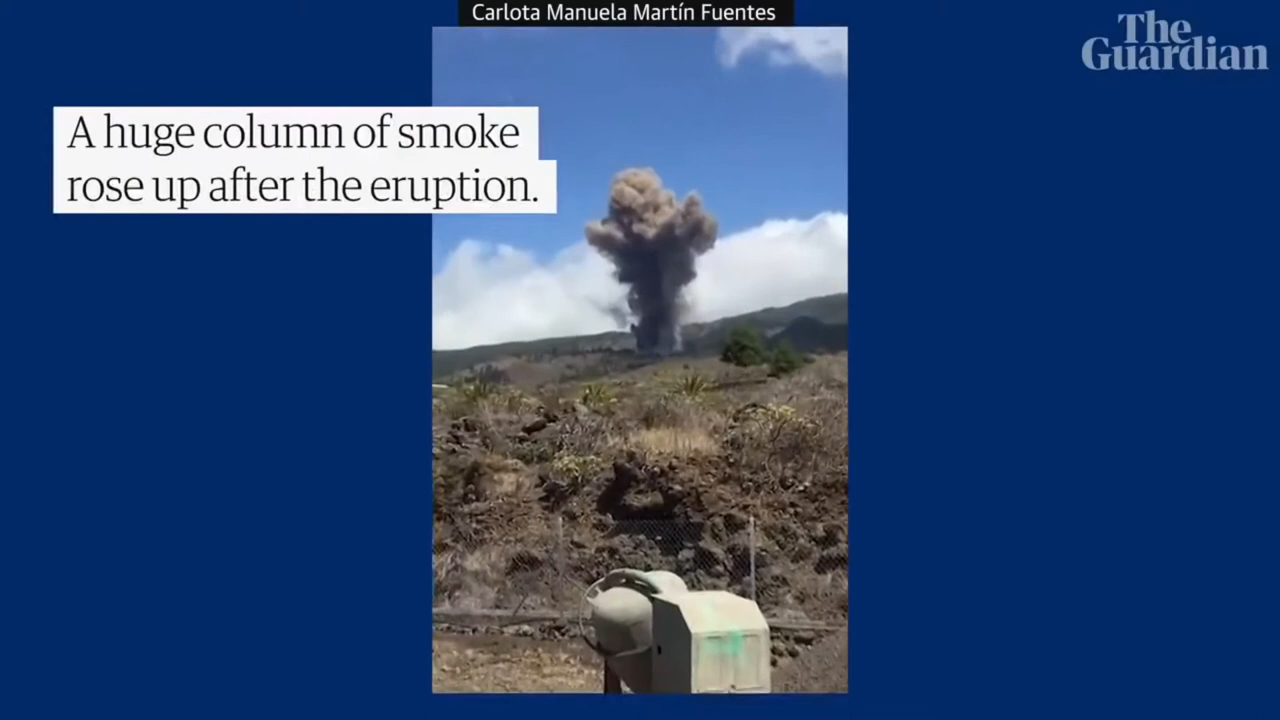 Carlota Manuela Martín Fuentes
The
Guardian
A huge column of smoke
rose up after the eruption.